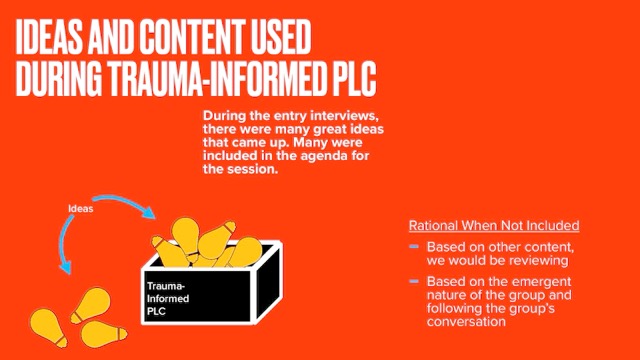 IDEAS AND CONTENT USED
DURING TRAUMA-INFORMED PLC
During the entry interviews,
there were many great ideas
that came up. Many were
included in the agenda for
the session.
Ideas
Trauma-
Informed
PLC
Rational When Not Included
Based on other content,
we would be reviewing
Based on the emergent
nature of the group and
following the group's
conversation